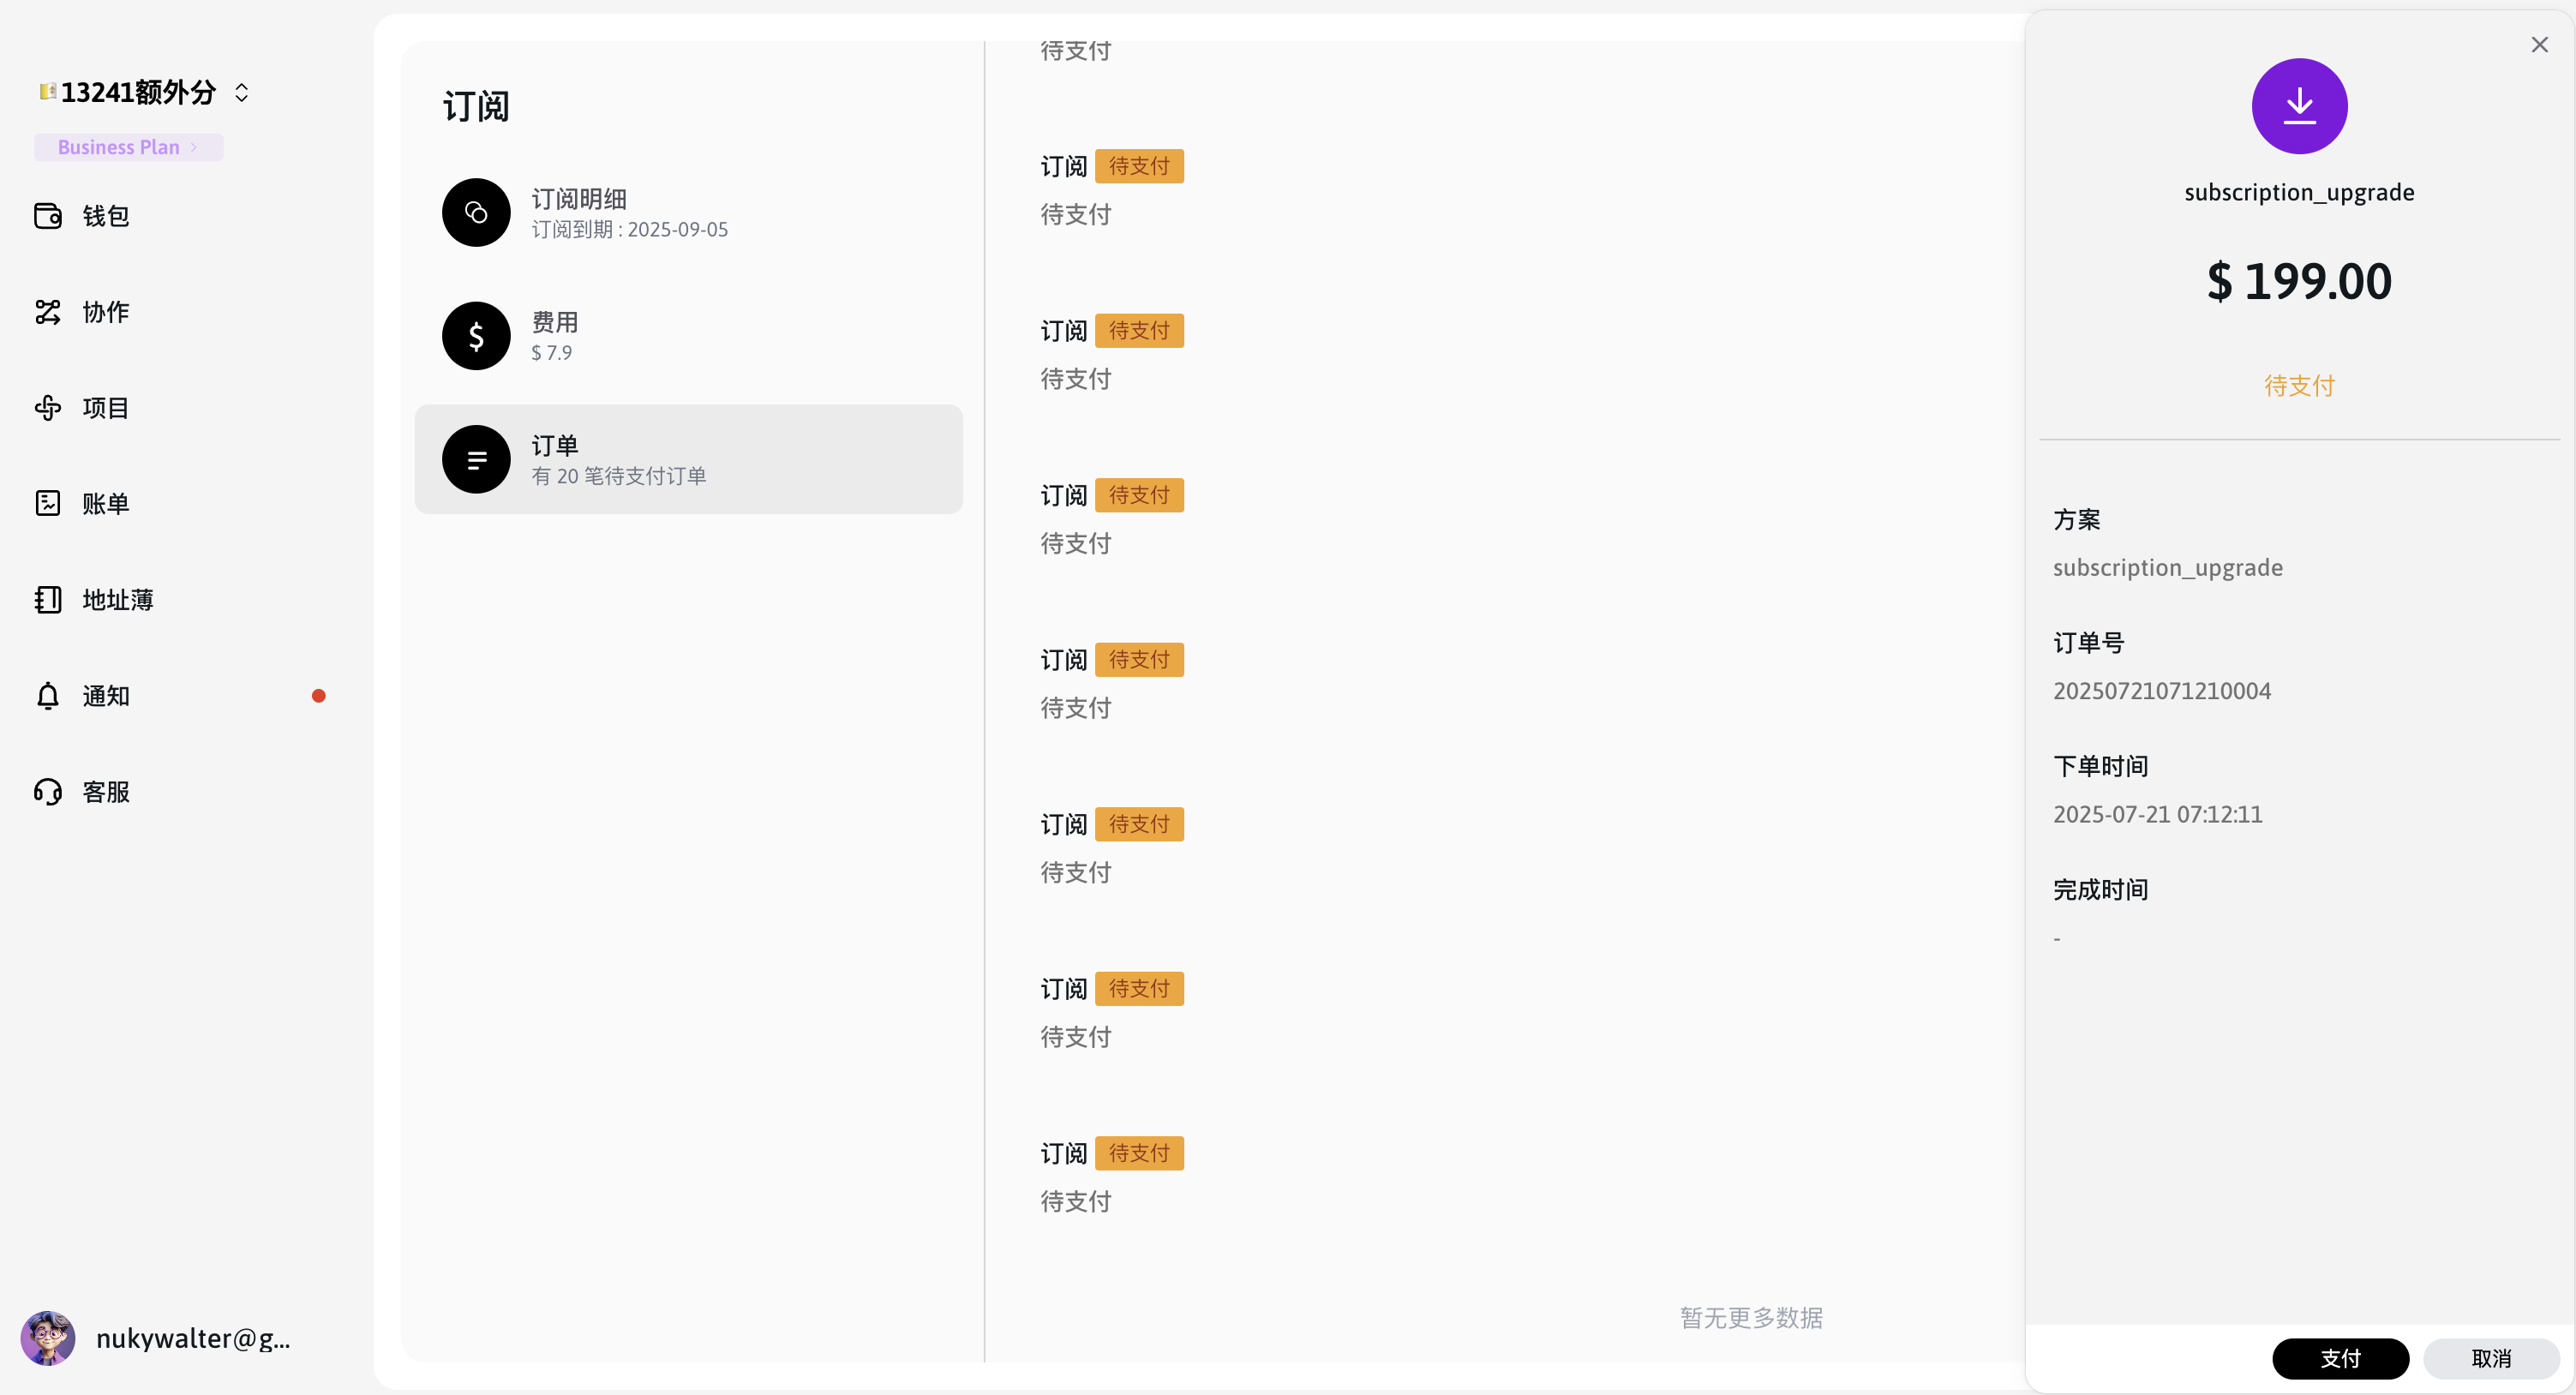 13241额外分
Business Plan
钱包
协作
项目
账单
地址薄
通知
客服
nukywalter@g...
订阅
订阅明细
订阅到期 : 2025-09-05
费用
$ 7.9
订单
有 20 笔待支付订单
待支付
订阅 待支付
待支付
订阅 待支付
待支付
订阅 待支付
待支付
订阅 待支付
待支付
订阅 待支付
待支付
订阅 待支付
待支付
订阅 待支付
待支付
暂无更多数据
subscription_upgrade
$ 199.00
待支付
方案
subscription_upgrade
订单号
20250721071210004
下单时间
2025-07-21 07:12:11
完成时间
-
支付
取消